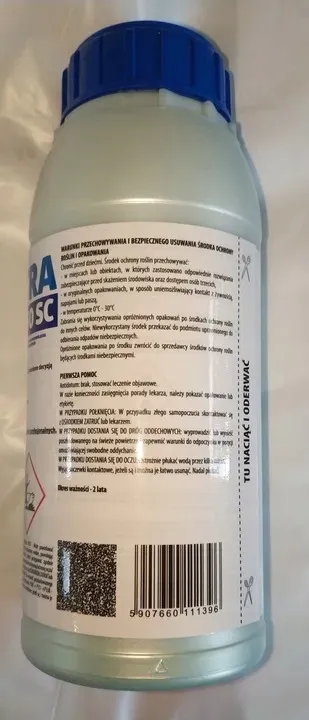 WARUNKI PRZECHOWYWANIA I BEZPIECZNEGO USUWANIA ŚRODKA OCHRONY
ROŚLIN I OPAKOWANIA
Chronić przed dziećmi. Środek ochrony roślin przechowywać:
- w miejscach lub obiektach, w których zastosowano odpowiednie rozwiązania
zabezpieczające przed skażeniem środowiska oraz dostępem osób trzecich,
- w oryginalnych opakowaniach, w sposób uniemożliwiający kontakt z żywnością,
napojami lub paszą,
- w temperaturze 0°C - 30°C
Zabrania się wykorzystywania opróżnionych opakowań po środkach ochrony roślin
do innych celów. Niewykorzystany środek przekazać do podmiotu uprawnionego do
odbierania odpadów niebezpiecznych.
Opróżnione opakowania po środku zwrócić do sprzedawcy środków ochrony roślin
będących środkami niebezpiecznymi.
PIERWSZA POMOC
Antidotum: brak, stosować leczenie objawowe.
W razie konieczności zasięgnięcia porady lekarza, należy pokazać opakowanie lub
etykietę.
W PRZYPADKU POŁKNIĘCIA: W przypadku złego samopoczucia skontaktować się
z OŚRODKIEM ZATRUĆ lub lekarzem.
W PRZYPADKU DOSTANIA SIĘ DO DRÓG ODDECHOWYCH: wyprowadzić lub wynieść
poszkodowanego na świeże powietrze i zapewnić warunki do odpoczynku w pozycji
umożliwiającej swobodne oddychanie.
W PRZYPADKU DOSTANIA SIĘ DO OCZU: Ostrożnie płukać wodą przez kilka
Wyjąć soczewki kontaktowe, jeżeli są i można je łatwo usunąć. Nadal płukać.
Okres ważności - 2 lata
RA
0 SC
TU NACIĄĆ I ODERWAĆ
5907660111396